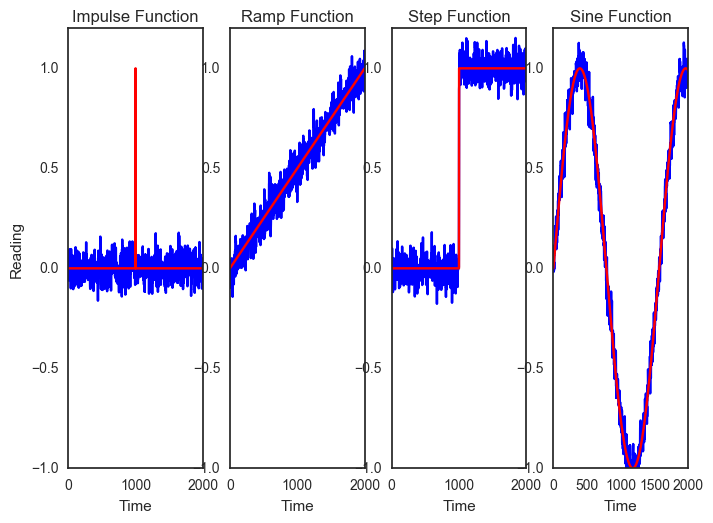 Impulse Function Ramp Function Step Function Sine Function
1.0 1.0 1.0 1.0
0.5 0.5 0.5 0.5
Reading
0.0 0.0 0.0 0.0
−0.5 −0.5 −0.5 −0.5
−1.0 1.0 1.0 1.0
0 1000 2000 0 1000 2000 0 1000 2000 0 500 1000 1500 2000
Time Time Time Time